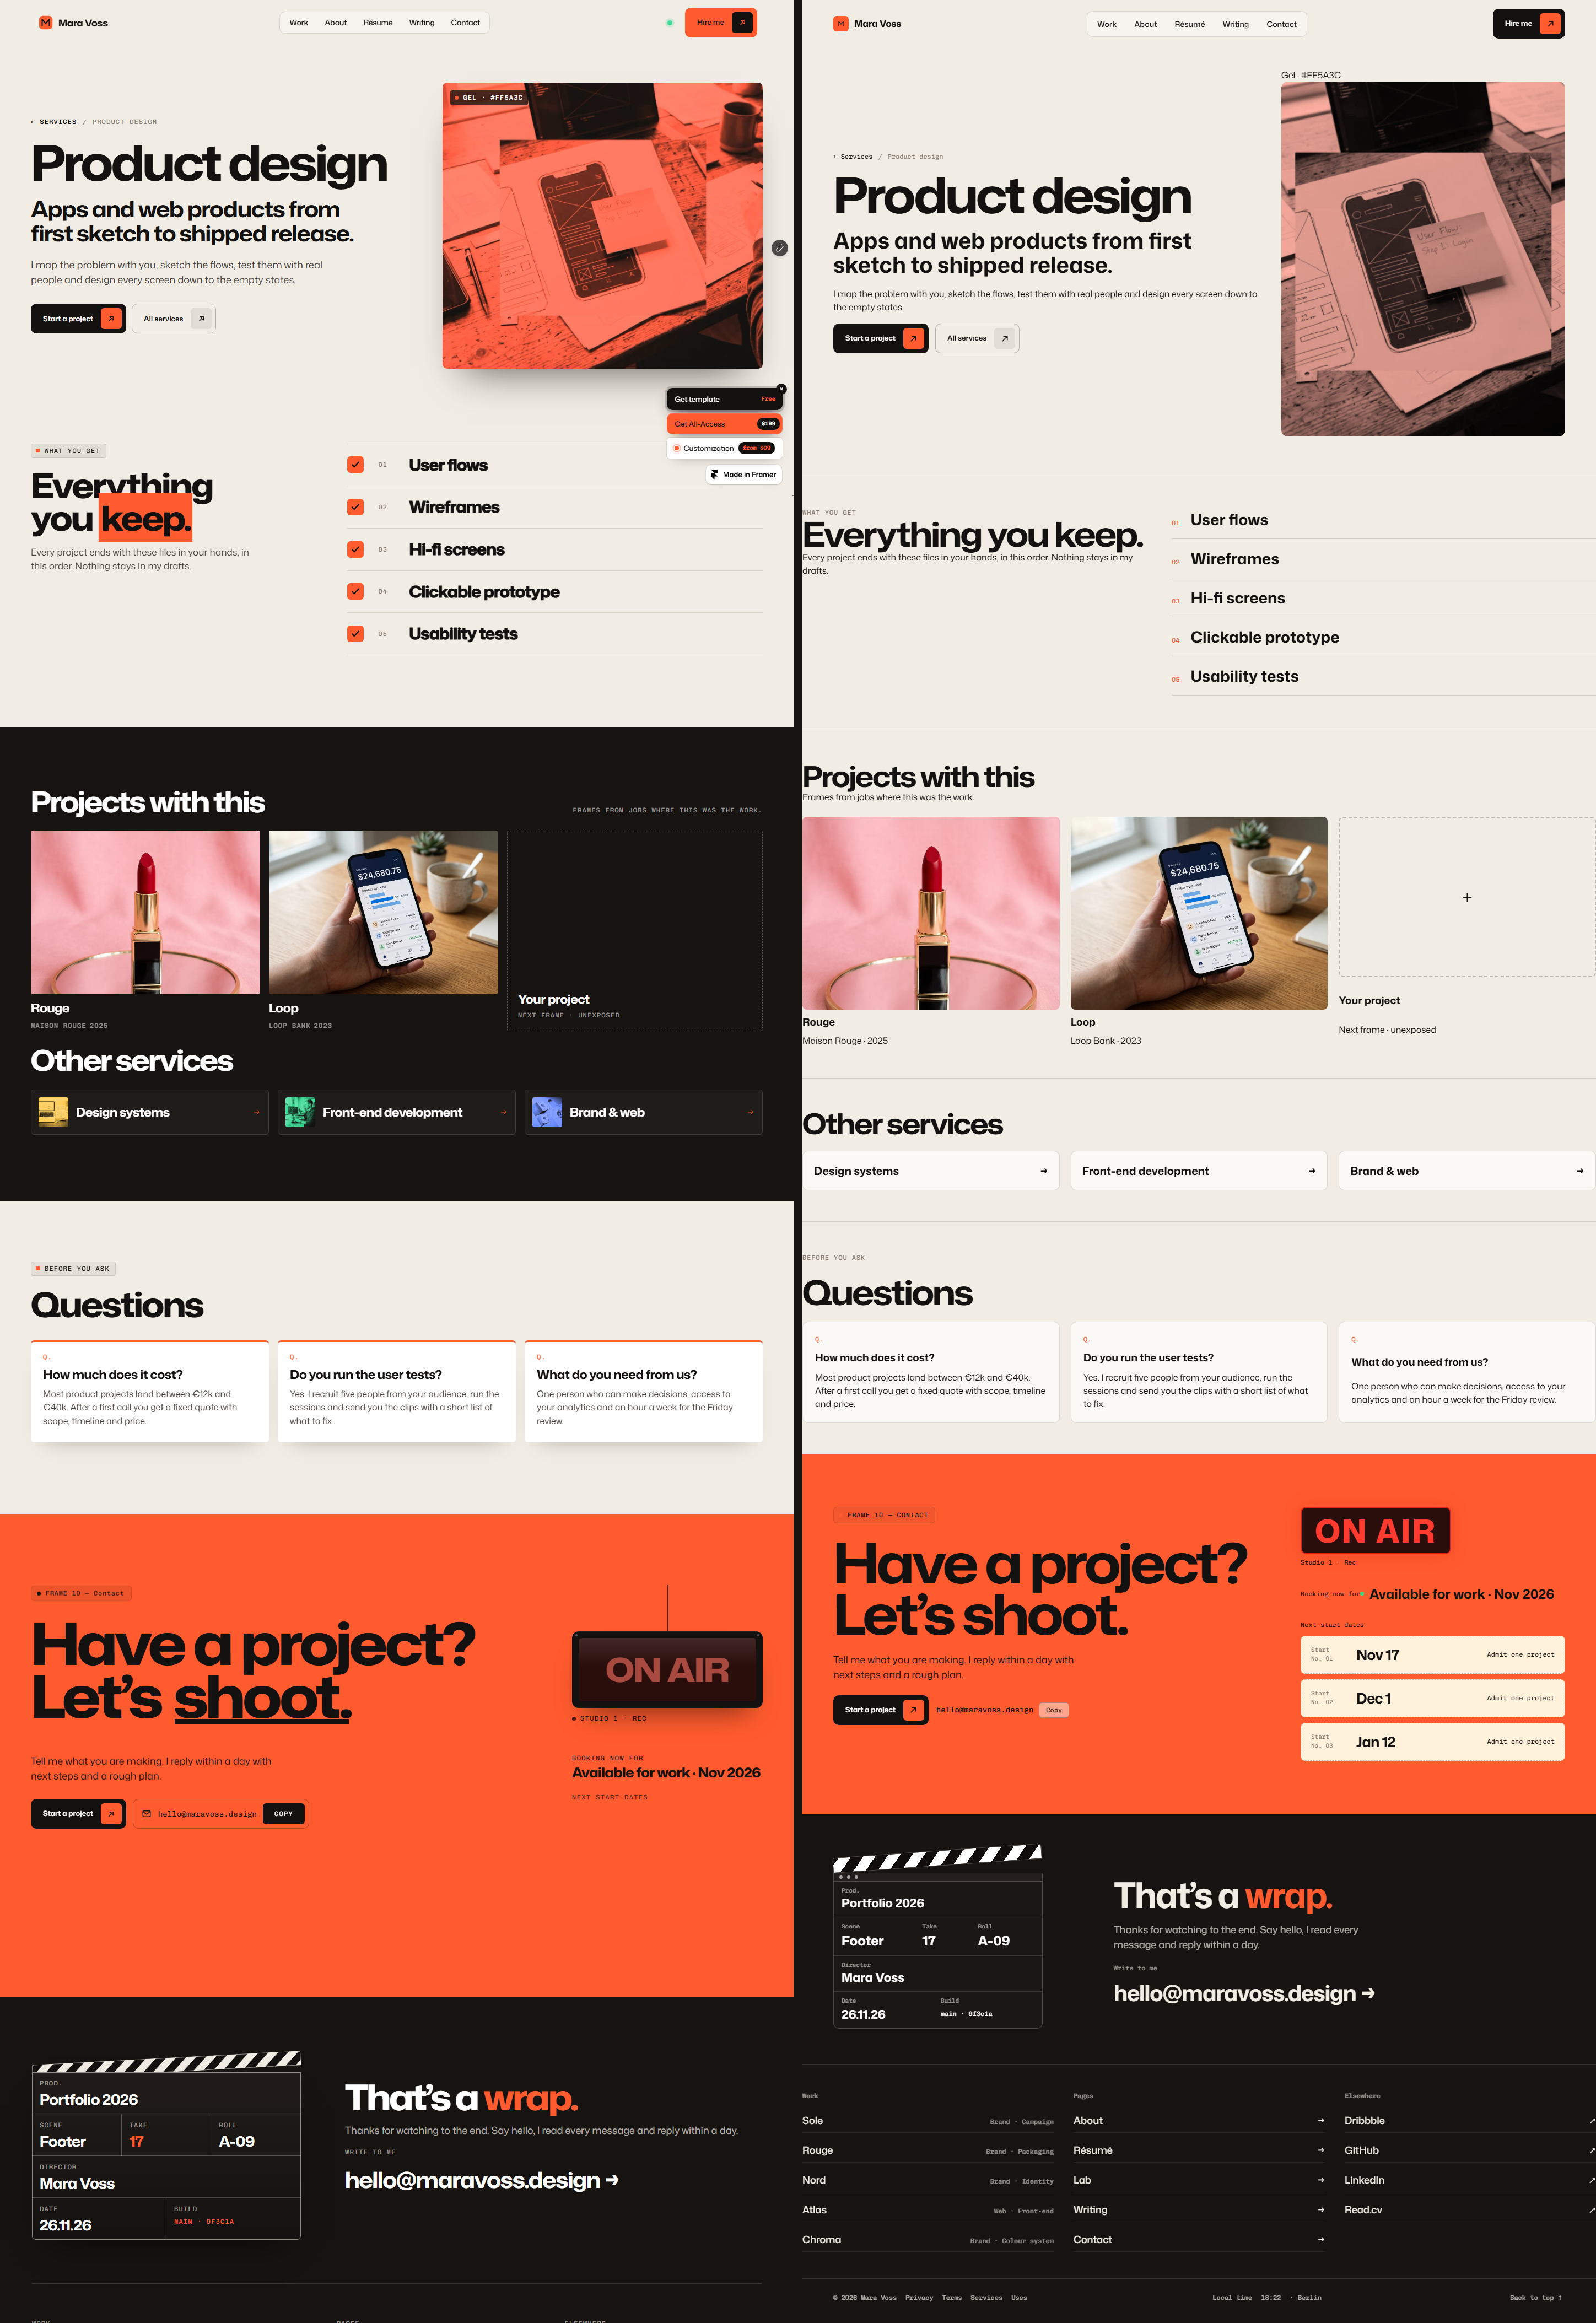 Mara Voss
Work About Résumé Writing Contact
Hire me
← SERVICES / PRODUCT DESIGN
Product design
Apps and web products from
first sketch to shipped release.
I map the problem with you, sketch the flows, test them with real
people and design every screen down to the empty states.
Start a project
All services
GEL · #FF5A3C
Get template Free
Get All-Access $199
Customization from $99
Made in Framer
WHAT YOU GET
Everything
you keep.
Every project ends with these files in your hands, in
this order. Nothing stays in my drafts.
01 User flows
02 Wireframes
03 Hi-fi screens
04 Clickable prototype
05 Usability tests
Projects with this
FRAMES FROM JOBS WHERE THIS WAS THE WORK.
$24,680.75
Rouge
MAISON ROUGE 2025
Loop
LOOP BANK 2023
Your project
NEXT FRAME · UNEXPOSED
Other services
Design systems →
Front-end development →
Brand & web →
BEFORE YOU ASK
Questions
Q.
How much does it cost?
Most product projects land between €12k and
€40k. After a first call you get a fixed quote with
scope, timeline and price.
Q.
Do you run the user tests?
Yes. I recruit five people from your audience, run the
sessions and send you the clips with a short list of
what to fix.
Q.
What do you need from us?
One person who can make decisions, access to
your analytics and an hour a week for the Friday
review.
FRAME 10 — Contact
Have a project?
Let's shoot.
Tell me what you are making. I reply within a day with
next steps and a rough plan.
Start a project
hello@maravoss.design COPY
ON AIR
STUDIO 1 · REC
BOOKING NOW FOR
Available for work · Nov 2026
NEXT START DATES
PROD.
Portfolio 2026
SCENE TAKE ROLL
Footer 17 A-09
DIRECTOR
Mara Voss
DATE BUILD
26.11.26 MAIN · 9F3C1A
That's a wrap.
Thanks for watching to the end. Say hello, I read every message and reply within a day.
WRITE TO ME
hello@maravoss.design →
Mara Voss
Work About Résumé Writing Contact
Hire me
← Services / Product design
Product design
Apps and web products from first
sketch to shipped release.
I map the problem with you, sketch the flows, test them with real people and design every screen down to
the empty states.
Start a project
All services
Gel · #FF5A3C
User Flow
Step 1: Login
WHAT YOU GET
Everything you keep.
Every project ends with these files in your hands, in this order. Nothing stays in my
drafts.
01 User flows
02 Wireframes
03 Hi-fi screens
04 Clickable prototype
05 Usability tests
Projects with this
Frames from jobs where this was the work.
$24,680.75
+
Rouge
Maison Rouge · 2025
Loop
Loop Bank · 2023
Your project
Next frame · unexposed
Other services
Design systems →
Front-end development →
Brand & web →
BEFORE YOU ASK
Questions
Q.
How much does it cost?
Most product projects land between €12k and €40k.
After a first call you get a fixed quote with scope, timeline
and price.
Q.
Do you run the user tests?
Yes. I recruit five people from your audience, run the
sessions and send you the clips with a short list of what
to fix.
Q.
What do you need from us?
One person who can make decisions, access to your
analytics and an hour a week for the Friday review.
FRAME 10 — CONTACT
Have a project?
Let's shoot.
Tell me what you are making. I reply within a day with
next steps and a rough plan.
Start a project
hello@maravoss.design Copy
ON AIR
Studio 1 · Rec
Booking now for Available for work · Nov 2026
Next start dates
Start No. 01 Nov 17 Admit one project
Start No. 02 Dec 1 Admit one project
Start No. 03 Jan 12 Admit one project
Prod.
Portfolio 2026
Scene Take Roll
Footer 17 A-09
Director
Mara Voss
Date Build
26.11.26 main · 9f3c1a
That's a wrap.
Thanks for watching to the end. Say hello, I read every
message and reply within a day.
Write to me
hello@maravoss.design →
Work
Sole Brand · Campaign
Rouge Brand · Packaging
Nord Brand · Identity
Atlas Web · Front-end
Chroma Brand · Colour system
Pages
About →
Résumé →
Lab →
Writing →
Contact →
Elsewhere
Dribbble
GitHub
LinkedIn
Read.cv
© 2026 Mara Voss Privacy Terms Services Uses
Local time 18:22 · Berlin
Back to top ↑